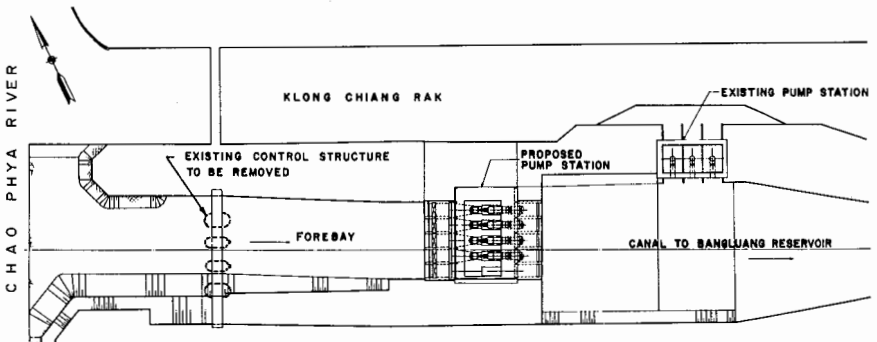 CHAO PHYA RIVER
KLONG CHIANG RAK
EXISTING PUMP STATION
EXISTING CONTROL STRUCTURE
TO BE REMOVED
PROPOSED
PUMP STATION
FOREBAY
CANAL TO BANGLUANG RESERVOIR